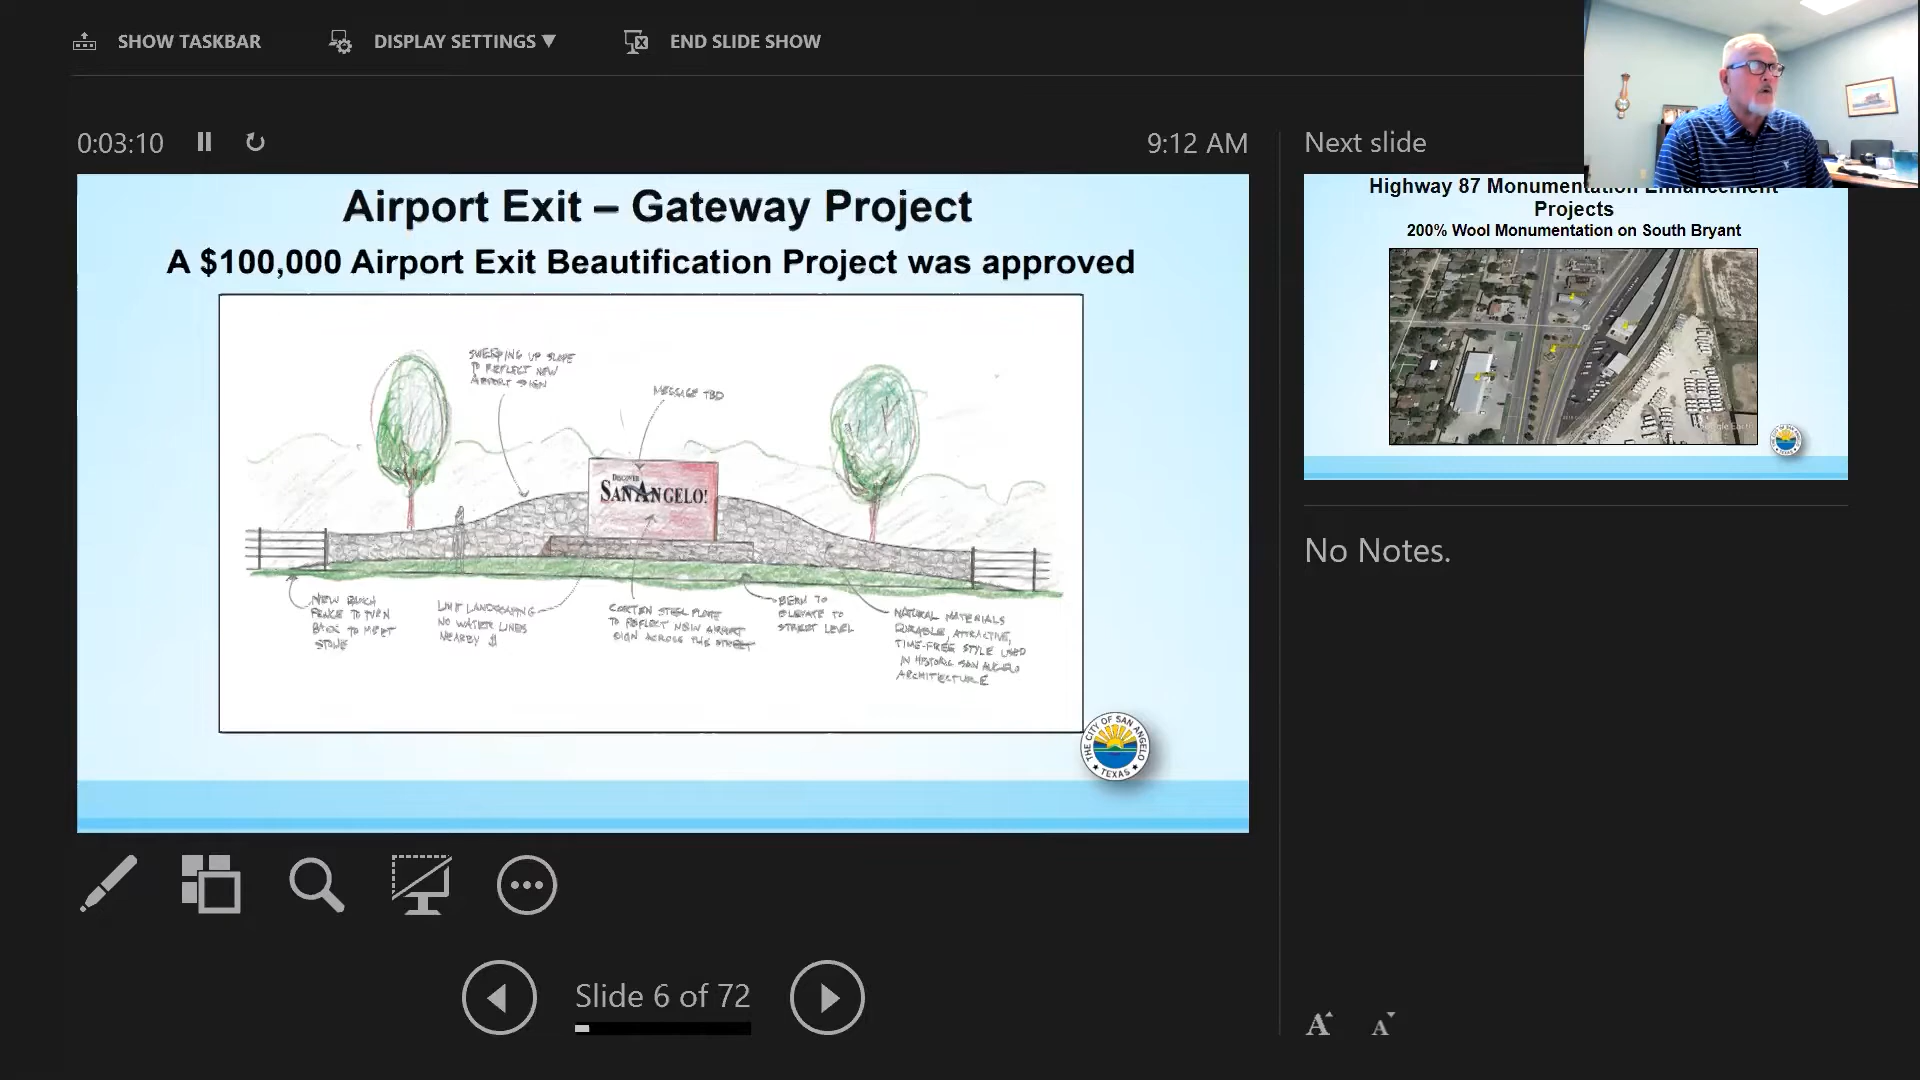 SHOW TASKBAR
DISPLAY SETTINGS ▼
END SLIDE SHOW
0:03:10
9:12 AM
Next slide
Airport Exit – Gateway Project
A $100,000 Airport Exit Beautification Project was approved
SWEEPING UP SLOPE
TO REFLECT NEW
AIRPORT SIGN
MESSAGE TBD
DISCOVER
SAN ANGELO!
NEW RANCH
FENCE TO TURN
BACK TO MEET
STONE
LIMIT LANDSCAPING
NO WATER LINES
NEARBY
CORTEN STEEL PLATE
TO REFLECT NEW AIRPORT
SIGN ACROSS THE STREET
BERM TO
ELEVATE TO
STREET LEVEL
NATURAL MATERIALS
DURABLE, ATTRACTIVE,
TIME-FREE STYLE USED
IN HISTORIC SAN ANGELO
ARCHITECTURE
THE CITY OF SAN ANGELO
TEXAS
Highway 87 Monumentation Enhancement
Projects
200% Wool Monumentation on South Bryant
Google Earth
No Notes.
Slide 6 of 72
A
A